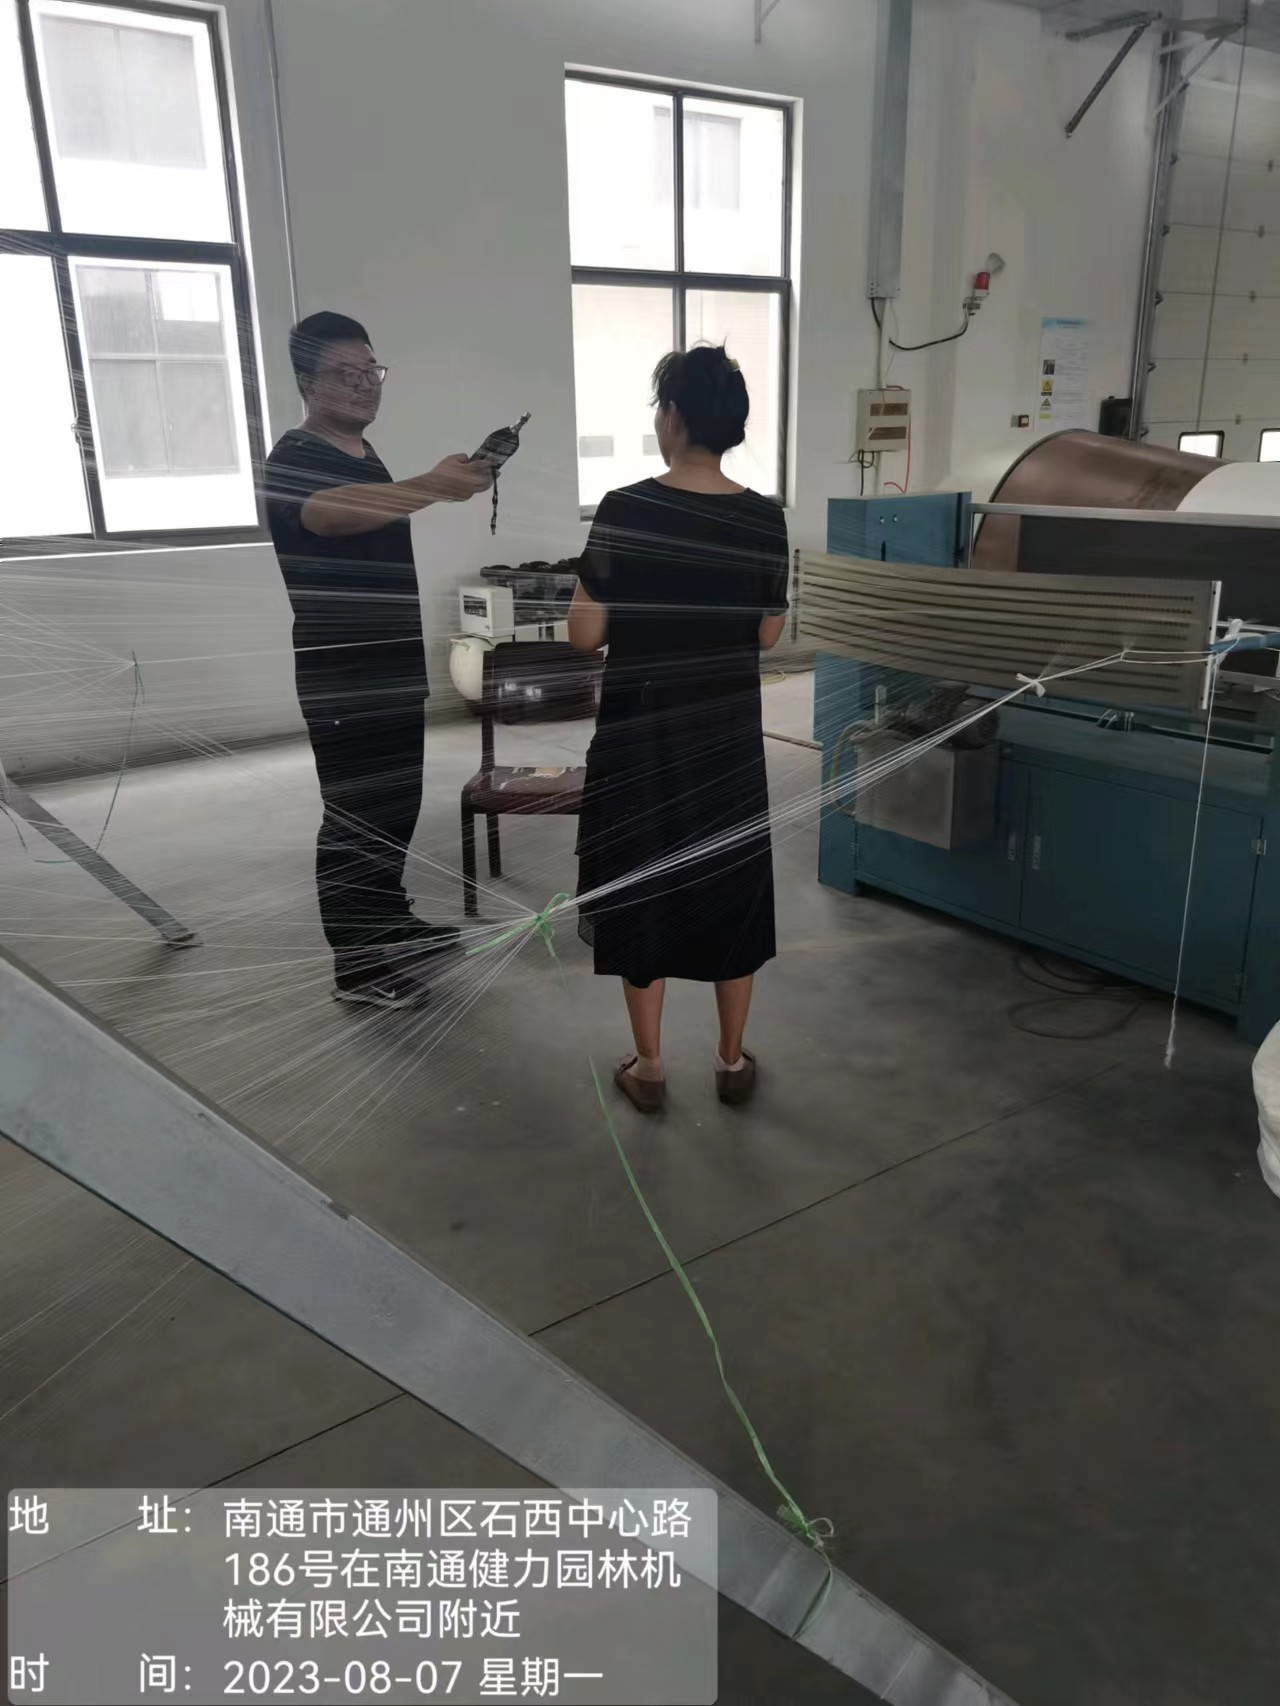 地 址：南通市通州区石西中心路
186号在南通健力园林机
械有限公司附近
时 间：2023-08-07 星期一